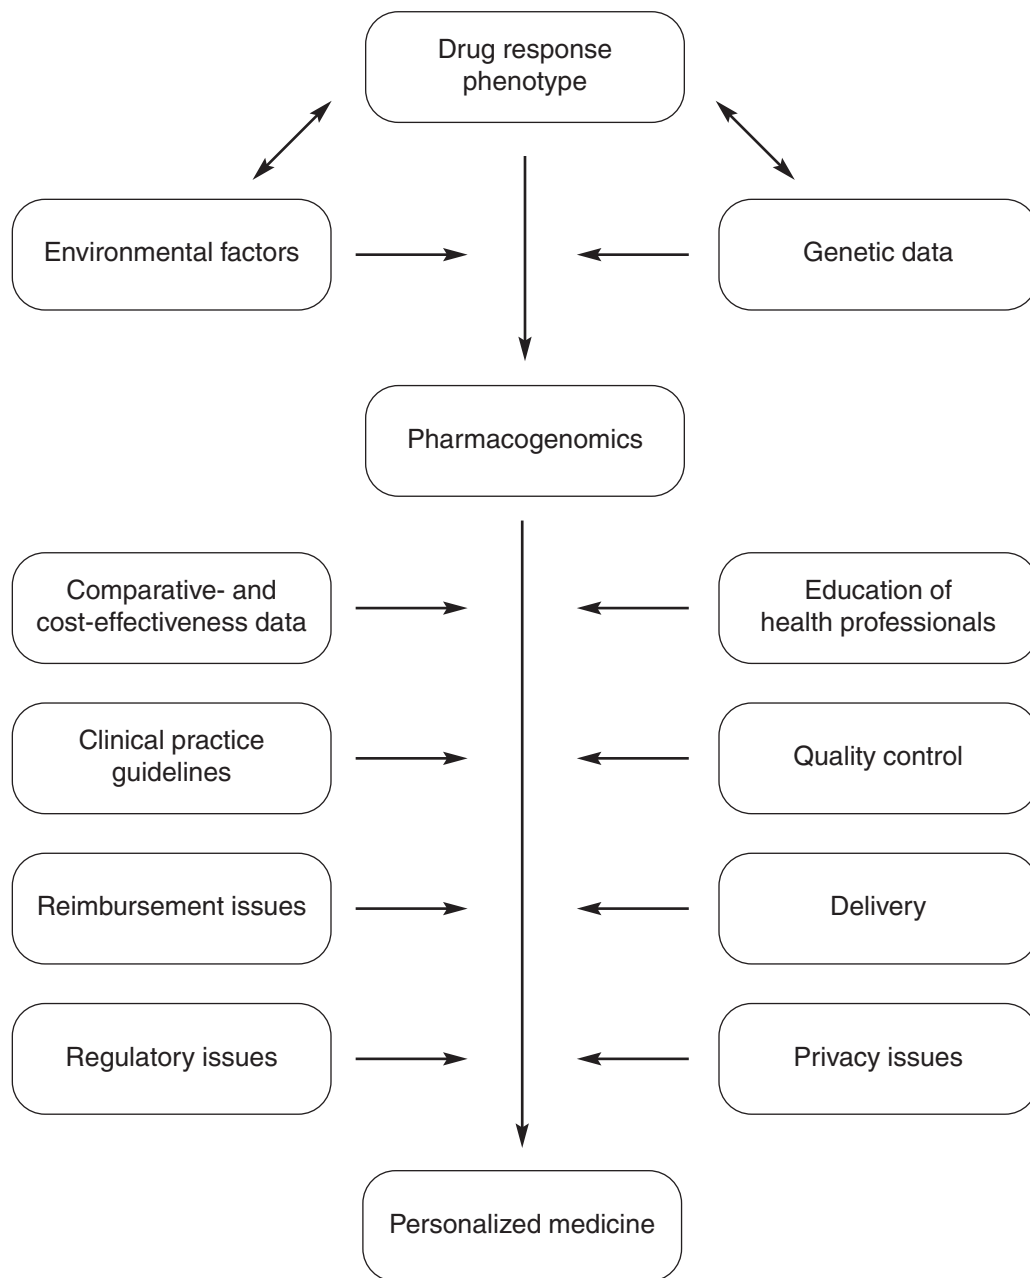 Drug response
phenotype
Environmental factors
Genetic data
Pharmacogenomics
Comparative- and
cost-effectiveness data
Education of
health professionals
Clinical practice
guidelines
Quality control
Reimbursement issues
Delivery
Regulatory issues
Privacy issues
Personalized medicine